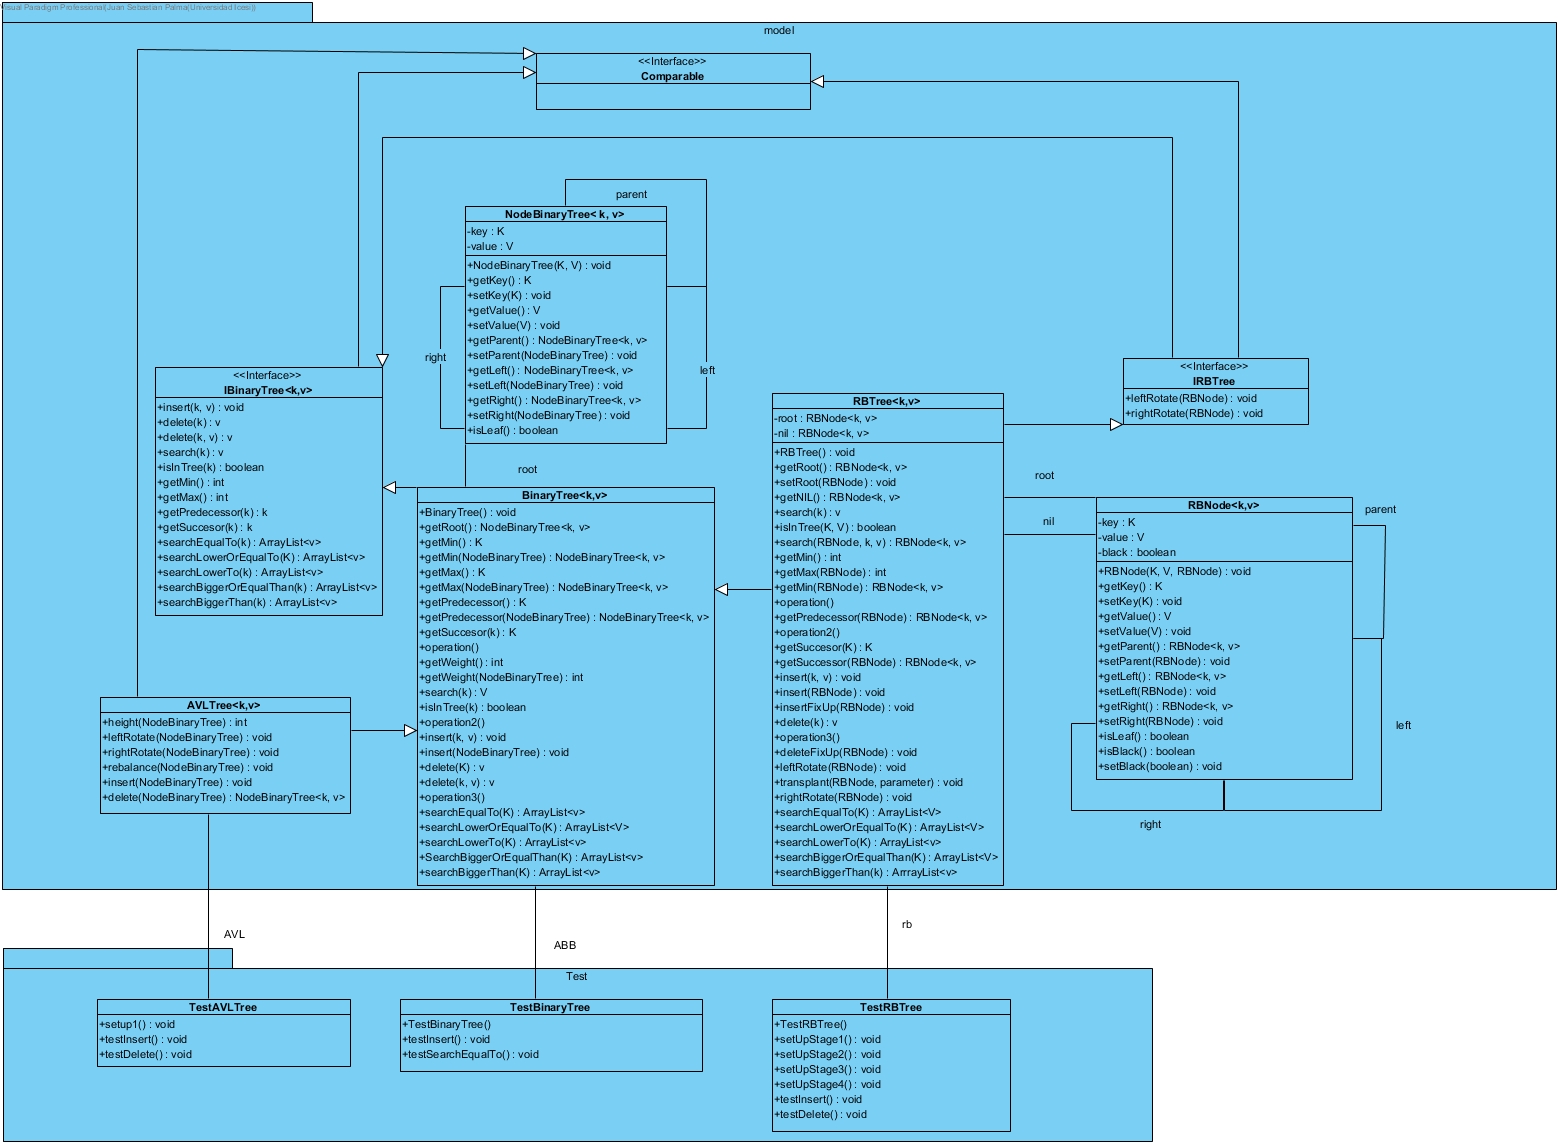 Visual Paradigm Professional(Juan Sebastian Palma(Universidad Icesi))
model
<<Interface>>
Comparable
parent
NodeBinaryTree< k, v>
-key : K
-value : V
+NodeBinaryTree(K, V) : void
+getKey() : K
+setKey(K) : void
+getValue() : V
+setValue(V) : void
+getParent() : NodeBinaryTree<k, v>
+setParent(NodeBinaryTree) : void
+getLeft() : NodeBinaryTree<k, v>
+setLeft(NodeBinaryTree) : void
+getRight() : NodeBinaryTree<k, v>
+setRight(NodeBinaryTree) : void
+isLeaf() : boolean
right
left
root
<<Interface>>
IBinaryTree<k,v>
+insert(k, v) : void
+delete(k) : v
+delete(k, v) : v
+search(k) : v
+isInTree(k) : boolean
+getMin() : int
+getMax() : int
+getPredecessor(k) : k
+getSuccesor(k) : k
+searchEqualTo(k) : ArrayList<v>
+searchLowerOrEqualTo(K) : ArrayList<v>
+searchLowerTo(k) : ArrayList<v>
+searchBiggerOrEqualThan(k) : ArrayList<v>
+searchBiggerThan(k) : ArrayList<v>
<<Interface>>
IRBTree
+leftRotate(RBNode) : void
+rightRotate(RBNode) : void
BinaryTree<k,v>
+BinaryTree() : void
+getRoot() : NodeBinaryTree<k, v>
+getMin() : K
+getMin(NodeBinaryTree) : NodeBinaryTree<k, v>
+getMax() : K
+getMax(NodeBinaryTree) : NodeBinaryTree<k, v>
+getPredecessor() : K
+getPredecessor(NodeBinaryTree) : NodeBinaryTree<k, v>
+getSuccesor(k) : K
+operation()
+getWeight() : int
+getWeight(NodeBinaryTree) : int
+search(k) : V
+isInTree(k) : boolean
+operation2()
+insert(k, v) : void
+insert(NodeBinaryTree) : void
+delete(K) : v
+delete(k, v) : v
+operation3()
+searchEqualTo(K) : ArrayList<v>
+searchLowerOrEqualTo(K) : ArrayList<V>
+searchLowerTo(K) : ArrayList<v>
+SearchBiggerOrEqualThan(K) : ArrayList<v>
+searchBiggerThan(K) : ArrayList<v>
RBTree<k,v>
-root : RBNode<k, v>
-nil : RBNode<k, v>
+RBTree() : void
+getRoot() : RBNode<k, v>
+setRoot(RBNode) : void
+getNIL() : RBNode<k, v>
+search(k) : v
+isInTree(K, V) : boolean
+search(RBNode, k, v) : RBNode<k, v>
+getMin() : int
+getMax(RBNode) : int
+getMin(RBNode) : RBNode<k, v>
+operation()
+getPredecessor(RBNode) : RBNode<k, v>
+operation2()
+getSuccesor(K) : K
+getSuccessor(RBNode) : RBNode<k, v>
+insert(k, v) : void
+insert(RBNode) : void
+insertFixUp(RBNode) : void
+delete(k) : v
+operation3()
+deleteFixUp(RBNode) : void
+leftRotate(RBNode) : void
+transplant(RBNode, parameter) : void
+rightRotate(RBNode) : void
+searchEqualTo(K) : ArrayList<V>
+searchLowerOrEqualTo(K) : ArrayList<V>
+searchLowerTo(K) : ArrayList<v>
+searchBiggerOrEqualThan(K) : ArrayList<V>
+searchBiggerThan(k) : ArrrayList<v>
root
nil
RBNode<k,v>
-key : K
-value : V
-black : boolean
+RBNode(K, V, RBNode) : void
+getKey() : K
+setKey(K) : void
+getValue() : V
+setValue(V) : void
+getParent() : RBNode<k, v>
+setParent(RBNode) : void
+getLeft() : RBNode<k, v>
+setLeft(RBNode) : void
+getRight() : RBNode<k, v>
+setRight(RBNode) : void
+isLeaf() : boolean
+isBlack() : boolean
+setBlack(boolean) : void
parent
left
right
AVLTree<k,v>
+height(NodeBinaryTree) : int
+leftRotate(NodeBinaryTree) : void
+rightRotate(NodeBinaryTree) : void
+rebalance(NodeBinaryTree) : void
+insert(NodeBinaryTree) : void
+delete(NodeBinaryTree) : NodeBinaryTree<k, v>
AVL
ABB
rb
Test
TestAVLTree
+setup1() : void
+testInsert() : void
+testDelete() : void
TestBinaryTree
+TestBinaryTree()
+testInsert() : void
+testSearchEqualTo() : void
TestRBTree
+TestRBTree()
+setUpStage1() : void
+setUpStage2() : void
+setUpStage3() : void
+setUpStage4() : void
+testInsert() : void
+testDelete() : void